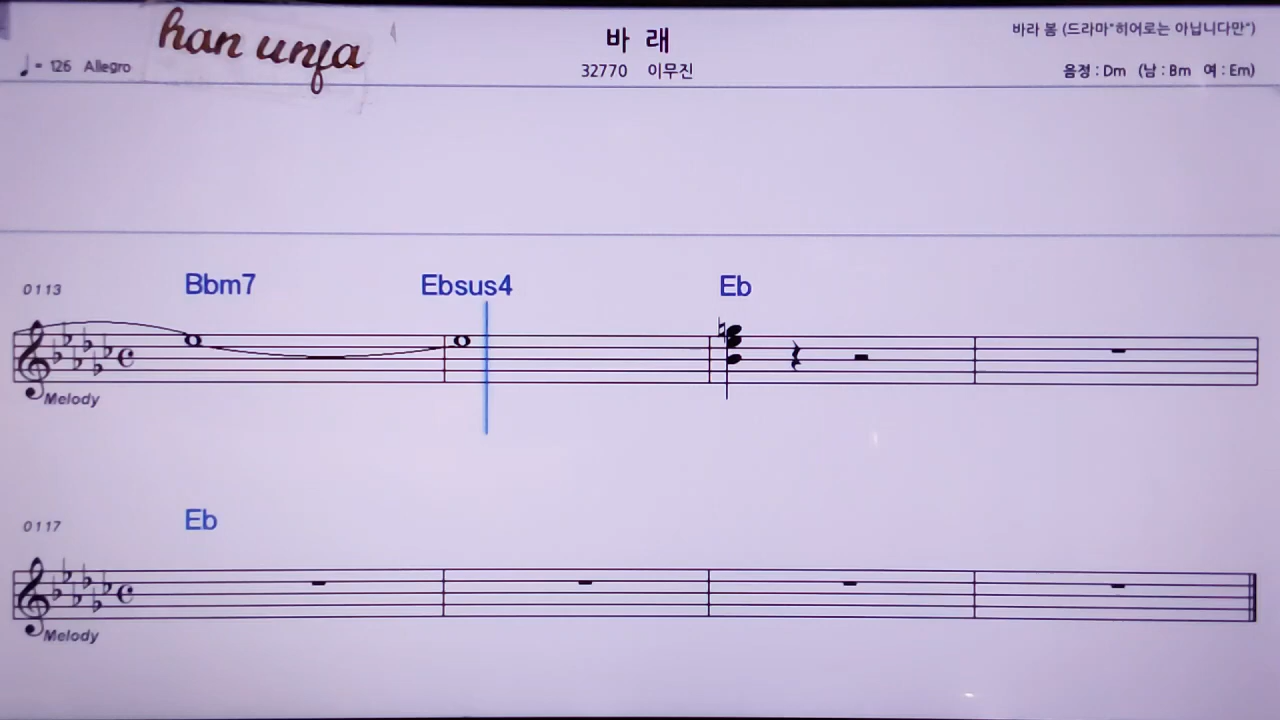 han unfa
바 래
바라 봄 (드라마"히어로는 아닙니다만")
♩= 126 Allegro
32770 이무진
음정 : Dm (남 : Bm 여 : Em)
0113 Bbm7 Ebsus4 Eb
Melody
0117 Eb
Melody